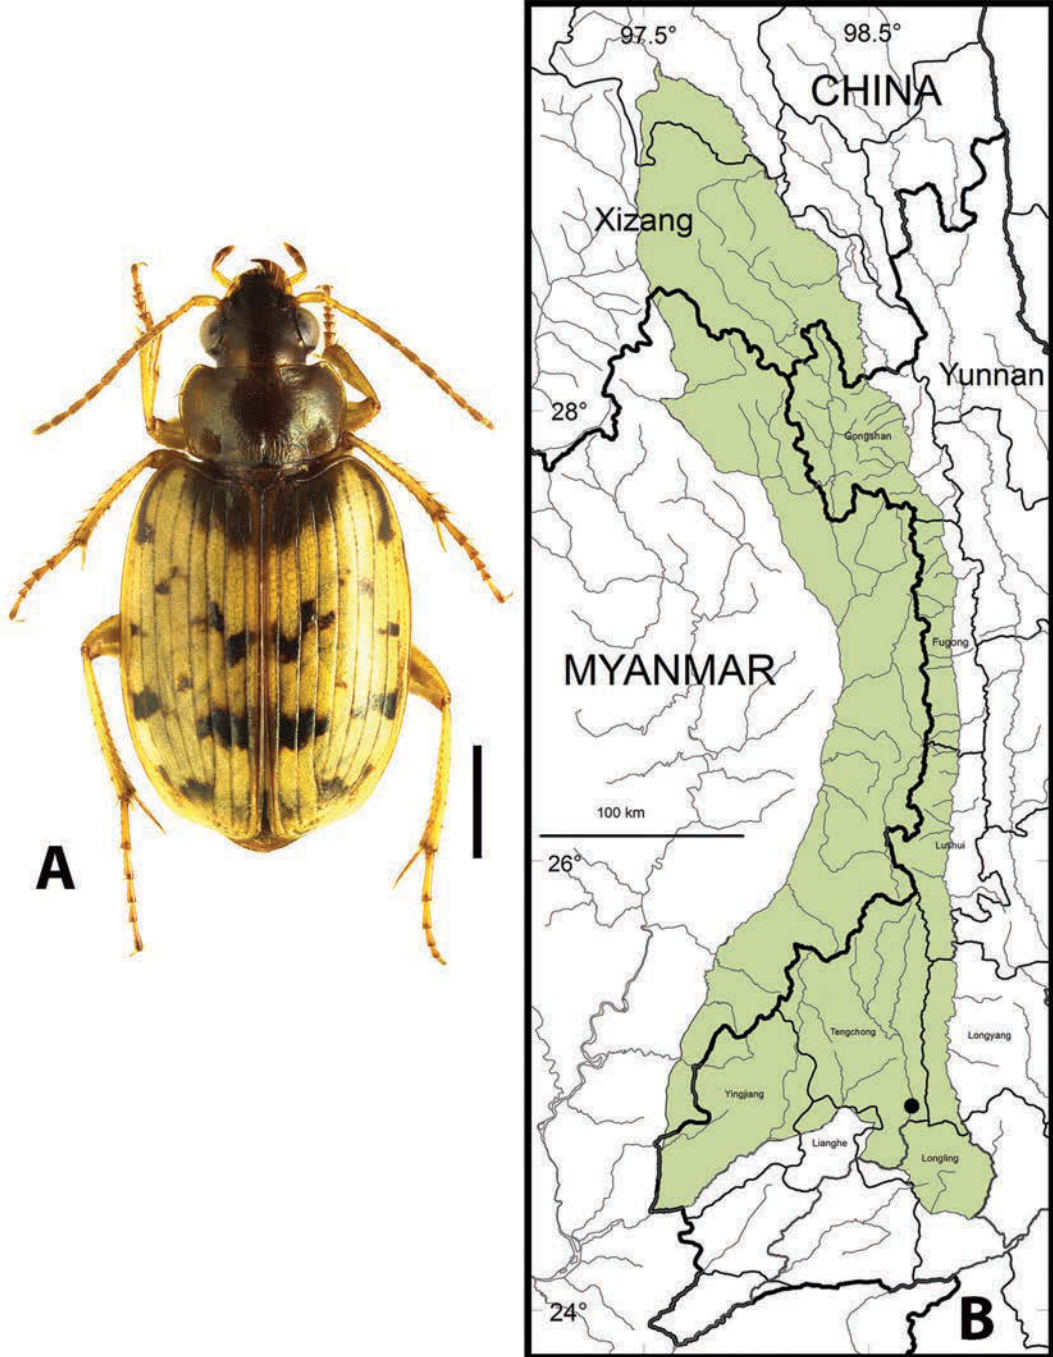 97.5°
98.5°
CHINA
Xizang
Yunnan
28°
Gongshan
Fugong
MYANMAR
100 km
Lushui
A
26°
Tengchong
Longyang
Yingjiang
Lianghe
Longling
24°
B